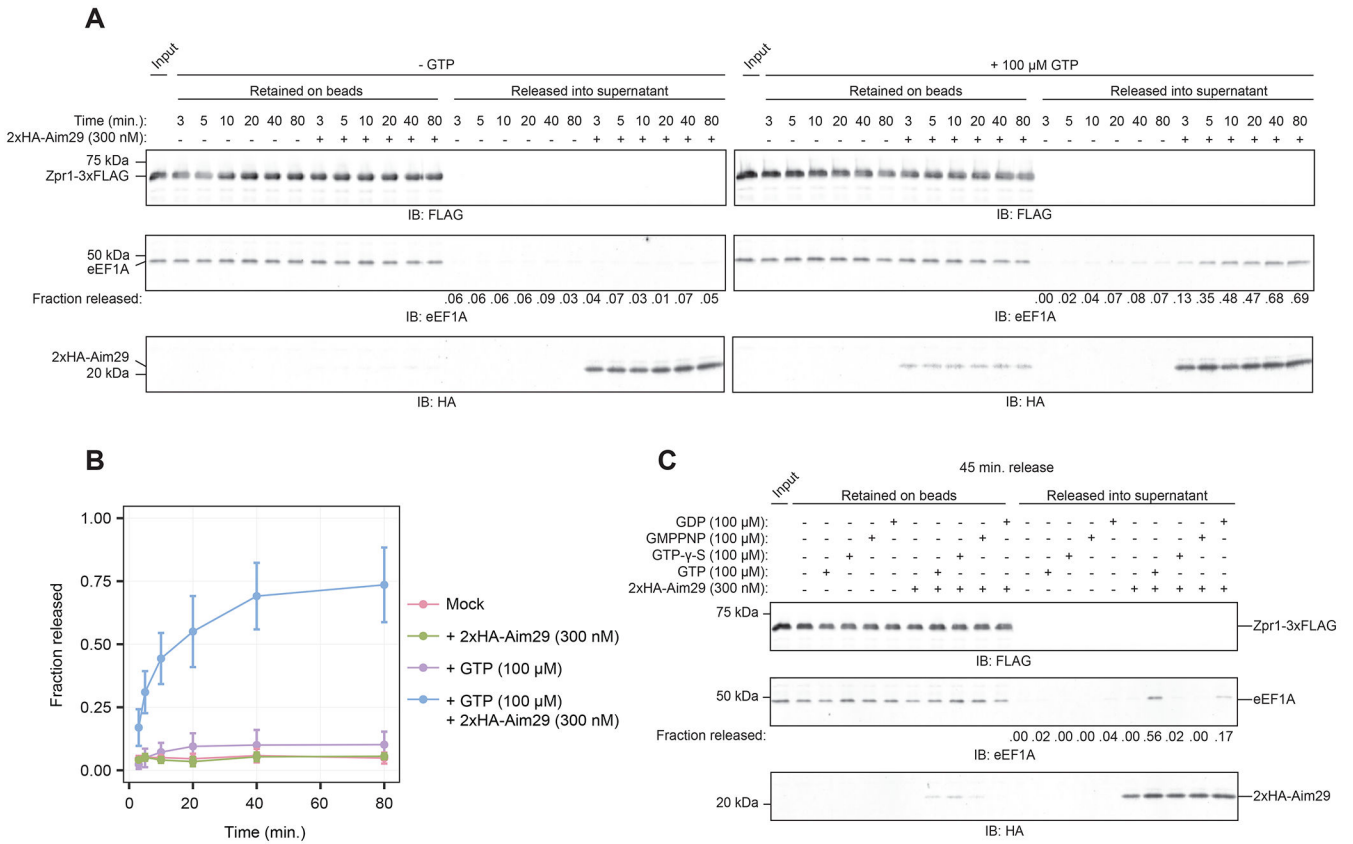 A
Input - GTP Input + 100 µM GTP
Retained on beads Released into supernatant Retained on beads Released into supernatant
Time (min.): 3 5 10 20 40 80 3 5 10 20 40 80 3 5 10 20 40 80 3 5 10 20 40 80 3 5 10 20 40 80 3 5 10 20 40 80 3 5 10 20 40 80 3 5 10 20 40 80
2xHA-Aim29 (300 nM): - - - - - - + + + + + + - - - - - - + + + + + + - - - - - - + + + + + + - - - - - - + + + + + +
75 kDa
Zpr1-3xFLAG
IB: FLAG IB: FLAG
50 kDa
eEF1A
Fraction released: .06 .06 .06 .06 .09 .03 .04 .07 .03 .01 .07 .05 .00 .02 .04 .07 .08 .07 .13 .35 .48 .47 .68 .69
IB: eEF1A IB: eEF1A
2xHA-Aim29
20 kDa
IB: HA IB: HA
B
Fraction released
1.00
0.75
0.50
0.25
0.00
0 20 40 60 80
Time (min.)
Mock
+ 2xHA-Aim29 (300 nM)
+ GTP (100 µM)
+ GTP (100 µM)
+ 2xHA-Aim29 (300 nM)
C
45 min. release
Input Retained on beads Released into supernatant
GDP (100 µM): - - - - + - - - - + - - - - + - - - - +
GMPPNP (100 µM): - - - + - - - - + - - - - + - - - - + -
GTP-γ-S (100 µM): - - + - - - - + - - - - + - - - - + - -
GTP (100 µM): - + - - - - + - - - - + - - - - + - - -
2xHA-Aim29 (300 nM): - - - - - + + + + + - - - - - + + + + +
75 kDa
Zpr1-3xFLAG
IB: FLAG
50 kDa
eEF1A
Fraction released: .00 .02 .00 .00 .04 .00 .56 .02 .00 .17
IB: eEF1A
20 kDa
2xHA-Aim29
IB: HA